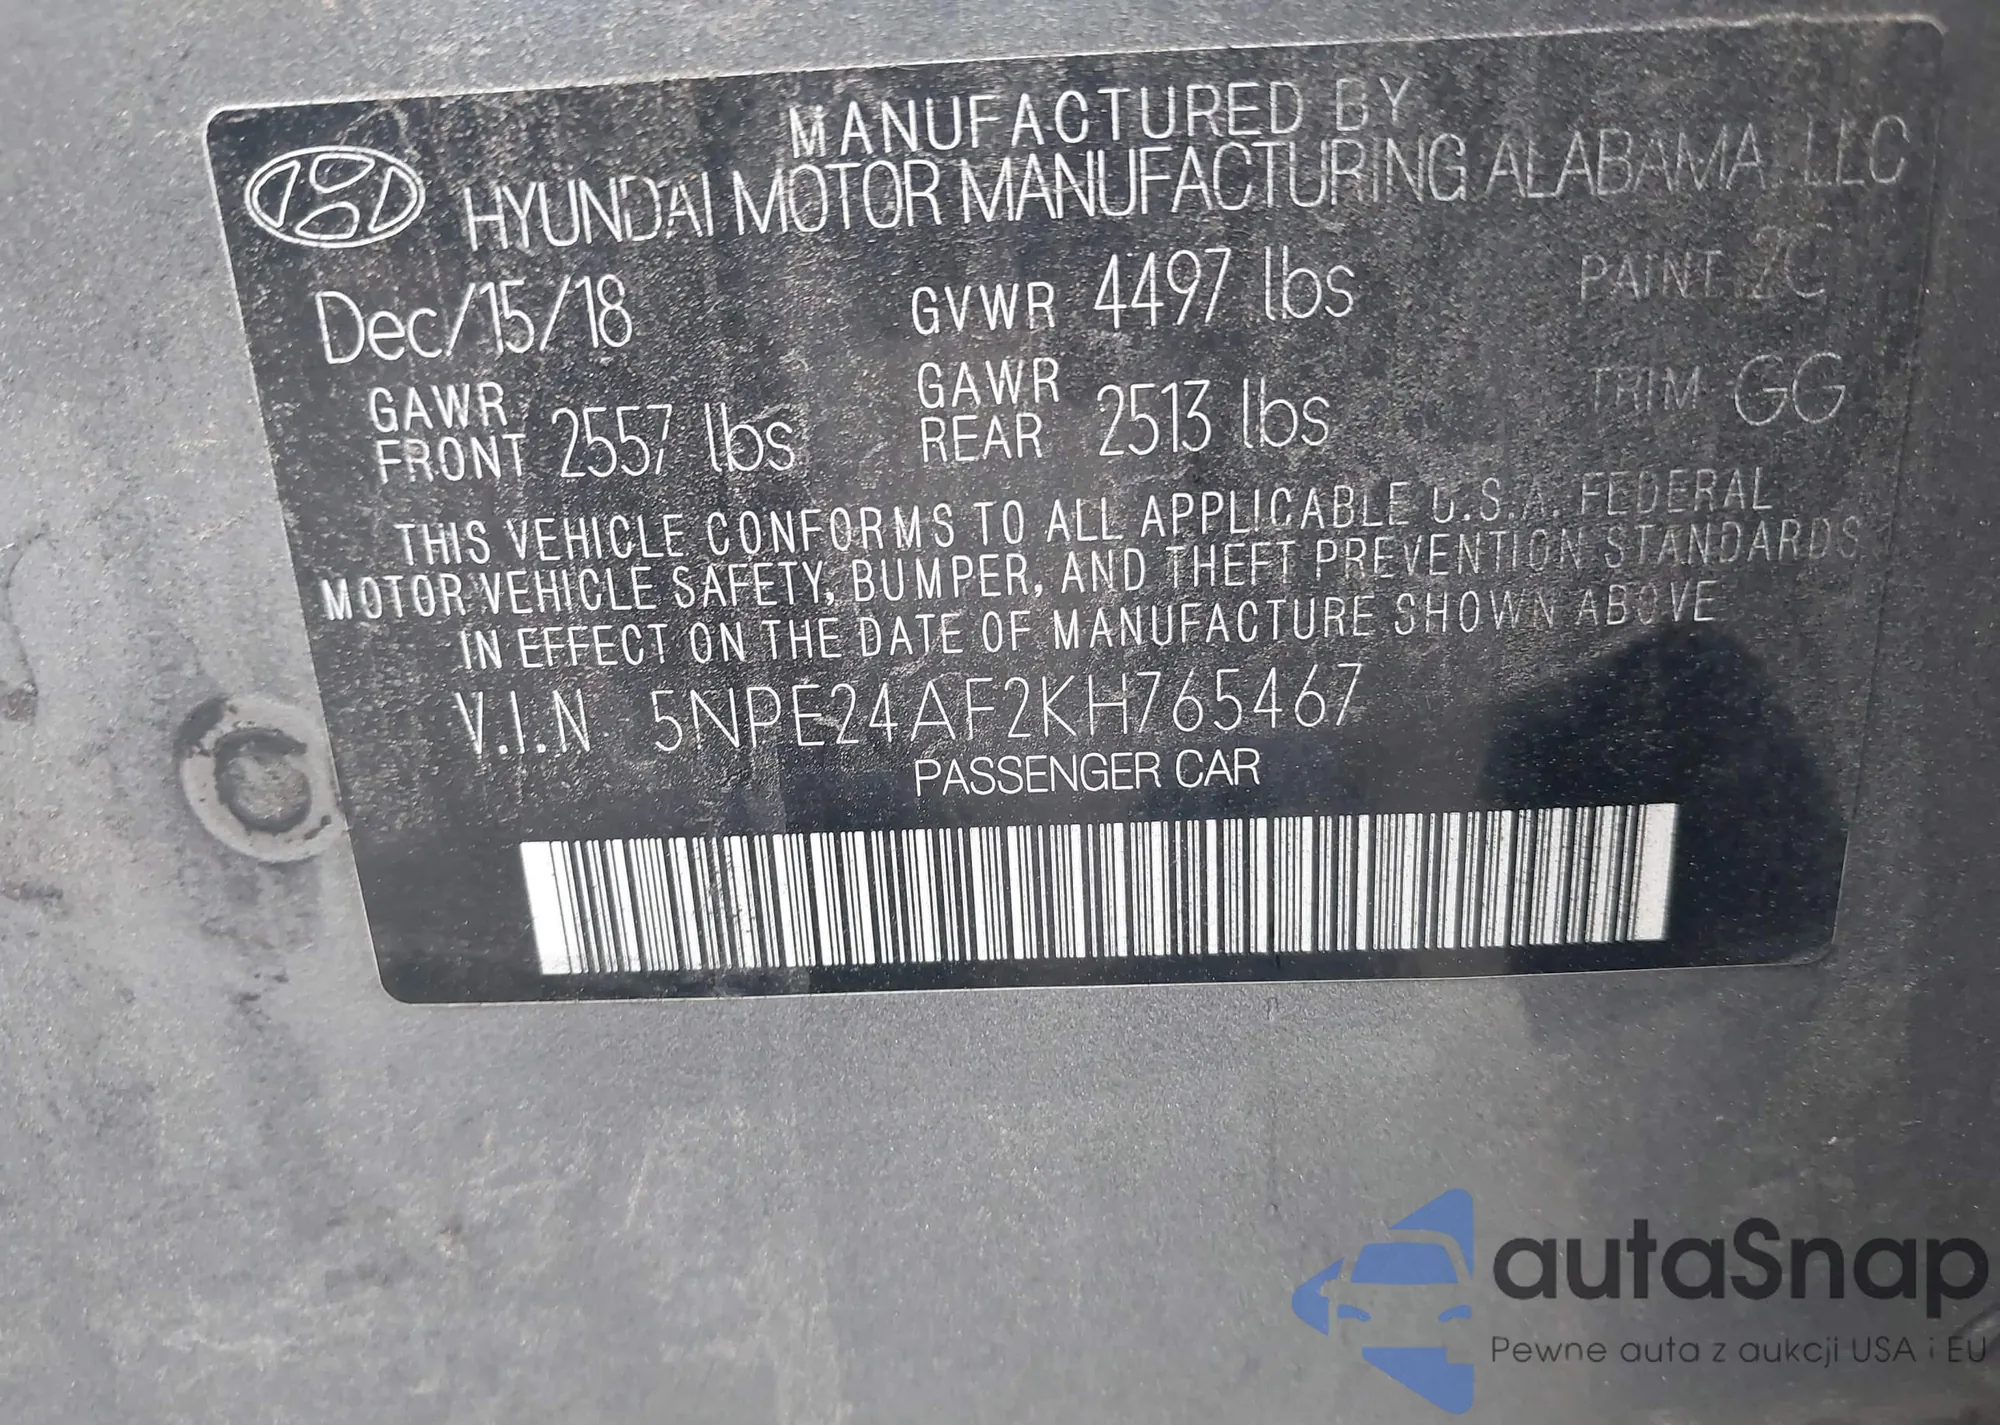 MANUFACTURED BY
HYUNDAI MOTOR MANUFACTURING ALABAMA, LLC
Dec/15/18 GVWR 4497 lbs PAINT 2C
GAWR FRONT 2557 lbs GAWR REAR 2513 lbs TRIM GG
THIS VEHICLE CONFORMS TO ALL APPLICABLE U.S.A. FEDERAL
MOTOR VEHICLE SAFETY, BUMPER, AND THEFT PREVENTION STANDARDS
IN EFFECT ON THE DATE OF MANUFACTURE SHOWN ABOVE
V.I.N 5NPE24AF2KH765467
PASSENGER CAR
autaSnap
Pewne auta z aukcji USA i EU